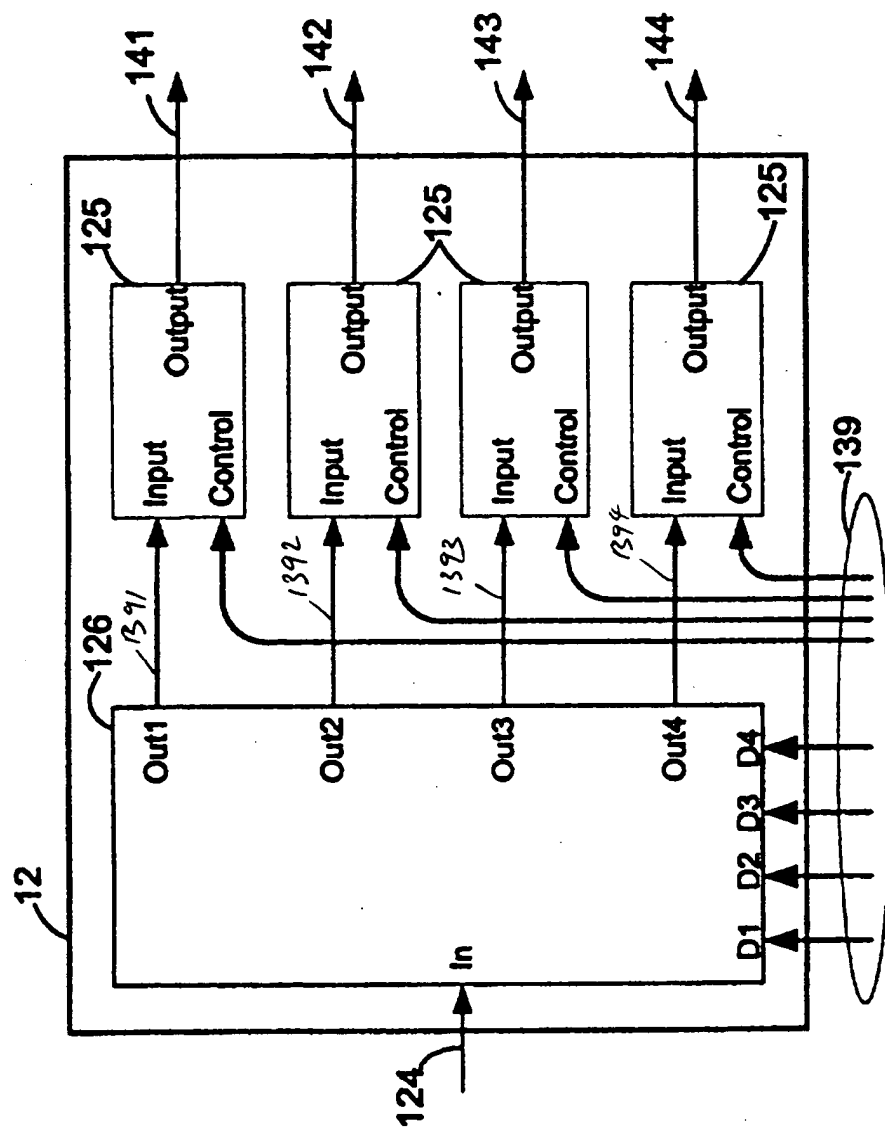 12
126
125
141
Out1
1391
Input
Output
Control
142
Out2
1392
Input
Output
Control
125
124
In
143
Out3
1393
Input
Output
Control
144
Out4
1394
Input
Output
Control
125
D1
D2
D3
D4
139